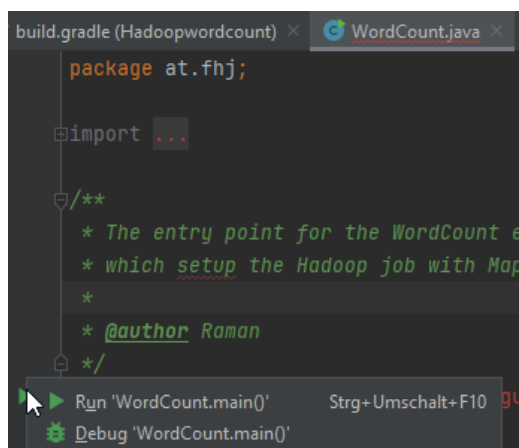 build.gradle (Hadoopwordcount) WordCount.java
package at.fhj;
import ...
/**
* The entry point for the WordCount
* which setup the Hadoop job with Map
*
* @author Raman
*/
Run 'WordCount.main()' Strg+Umschalt+F10
Debug 'WordCount.main()'